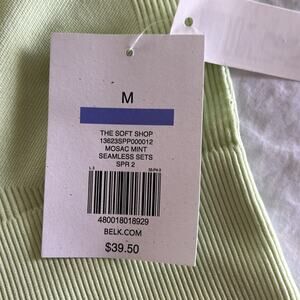 M
THE SOFT SHOP
13623SPP000012
MOSAC MINT
SEAMLESS SETS
SPR 2
480018018929
BELK.COM
$39.50